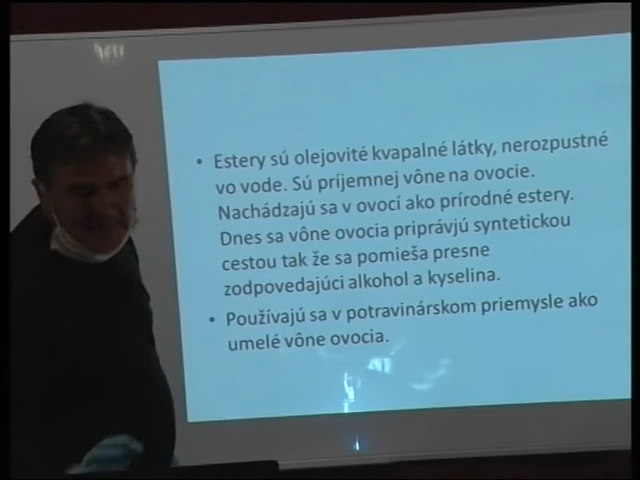 • Estery sú olejovité kvapalné látky, nerozpustné
vo vode. Sú príjemnej vône na ovocie.
Nachádzajú sa v ovocí ako prírodné estery.
Dnes sa vône ovocia priprávjú syntetickou
cestou tak že sa pomieša presne
zodpovedajúci alkohol a kyselina.
• Používajú sa v potravinárskom priemysle ako
umelé vône ovocia.